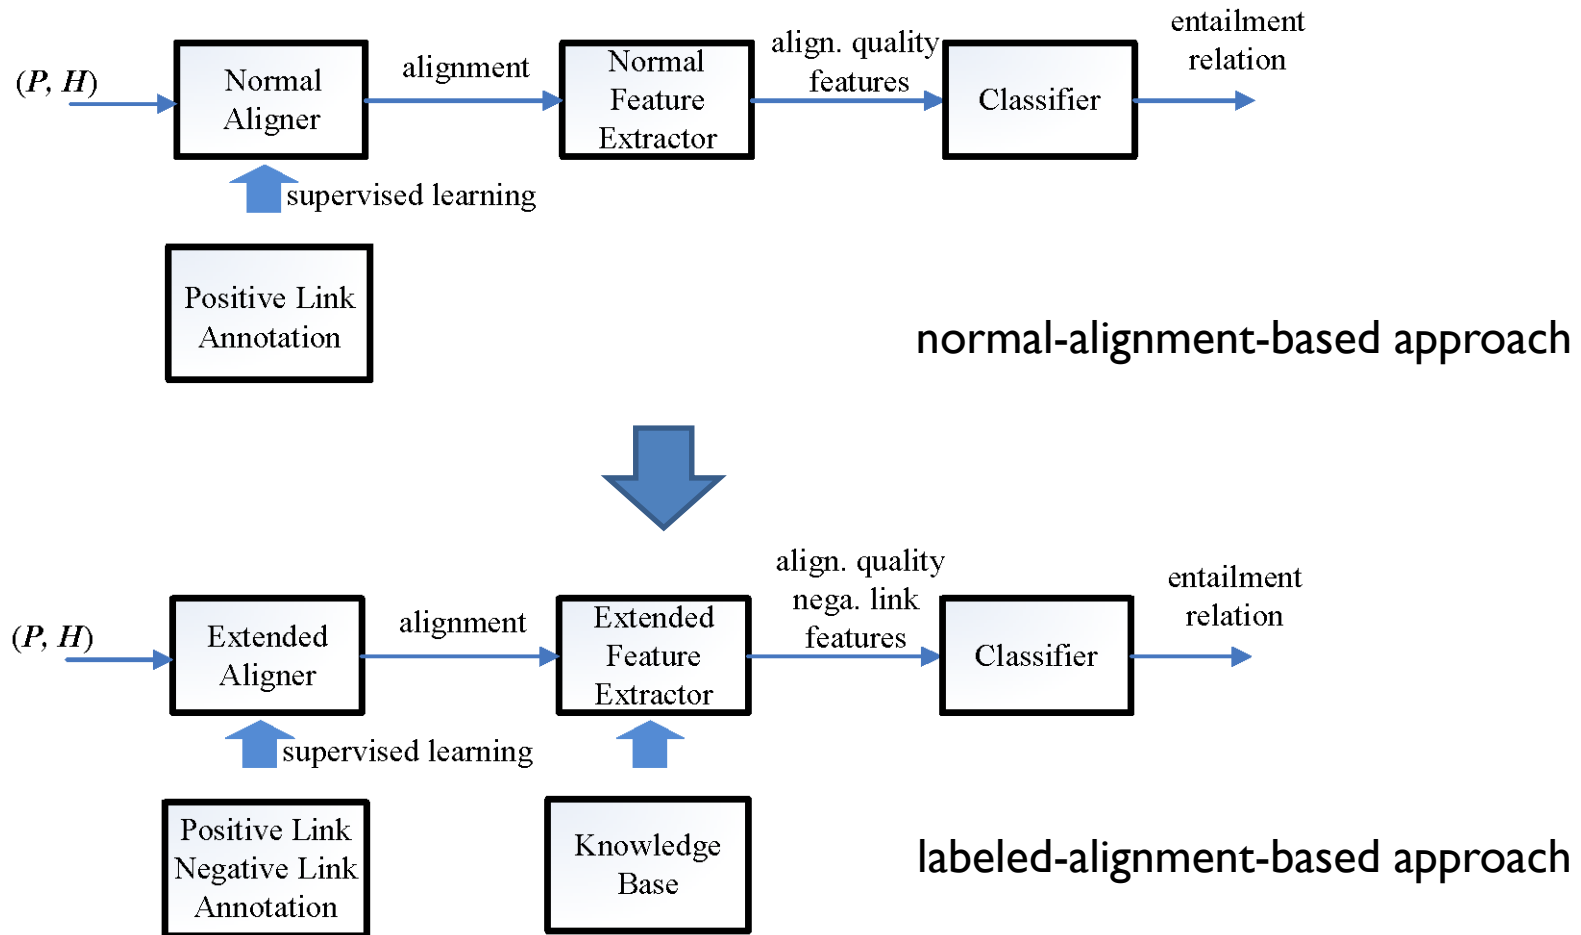 (P, H)
Normal
Aligner
alignment
Normal
Feature
Extractor
align. quality
features
Classifier
entailment
relation
supervised learning
Positive Link
Annotation
normal-alignment-based approach
(P, H)
Extended
Aligner
alignment
Extended
Feature
Extractor
align. quality
nega. link
features
Classifier
entailment
relation
supervised learning
Positive Link
Negative Link
Annotation
Knowledge
Base
labeled-alignment-based approach